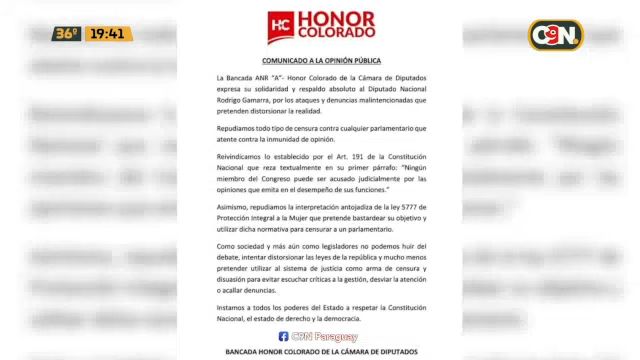 36º 19:41
C9N
HC HONOR
COLORADO
COMUNICADO A LA OPINIÓN PÚBLICA
La Bancada ANR "A"- Honor Colorado de la Cámara de Diputados
expresa su solidaridad y respaldo absoluto al Diputado Nacional
Rodrigo Gamarra, por los ataques y denuncias malintencionadas que
pretenden distorsionar la realidad.
Repudiamos todo tipo de censura contra cualquier parlamentario que
atente contra la inmunidad de opinión.
Reivindicamos lo establecido por el Art. 191 de la Constitución
Nacional que reza textualmente en su primer párrafo: "Ningún
miembro del Congreso puede ser acusado judicialmente por las
opiniones que emita en el desempeño de sus funciones."
Asimismo, repudiamos la interpretación antojadiza de la ley 5777 de
Protección Integral a la Mujer que pretende bastardear su objetivo y
utilizar dicha normativa para censurar a un parlamentario.
Como sociedad y más aún como legisladores no podemos huir del
debate, intentar distorsionar las leyes de la república y mucho menos
pretender utilizar al sistema de justicia como arma de censura y
disuasión para evitar escuchar críticas a la gestión, desviar la atención
o acallar denuncias.
Instamos a todos los poderes del Estado a respetar la Constitución
Nacional, el estado de derecho y la democracia.
C9N Paraguay
BANCADA HONOR COLORADO DE LA CÁMARA DE DIPUTADOS